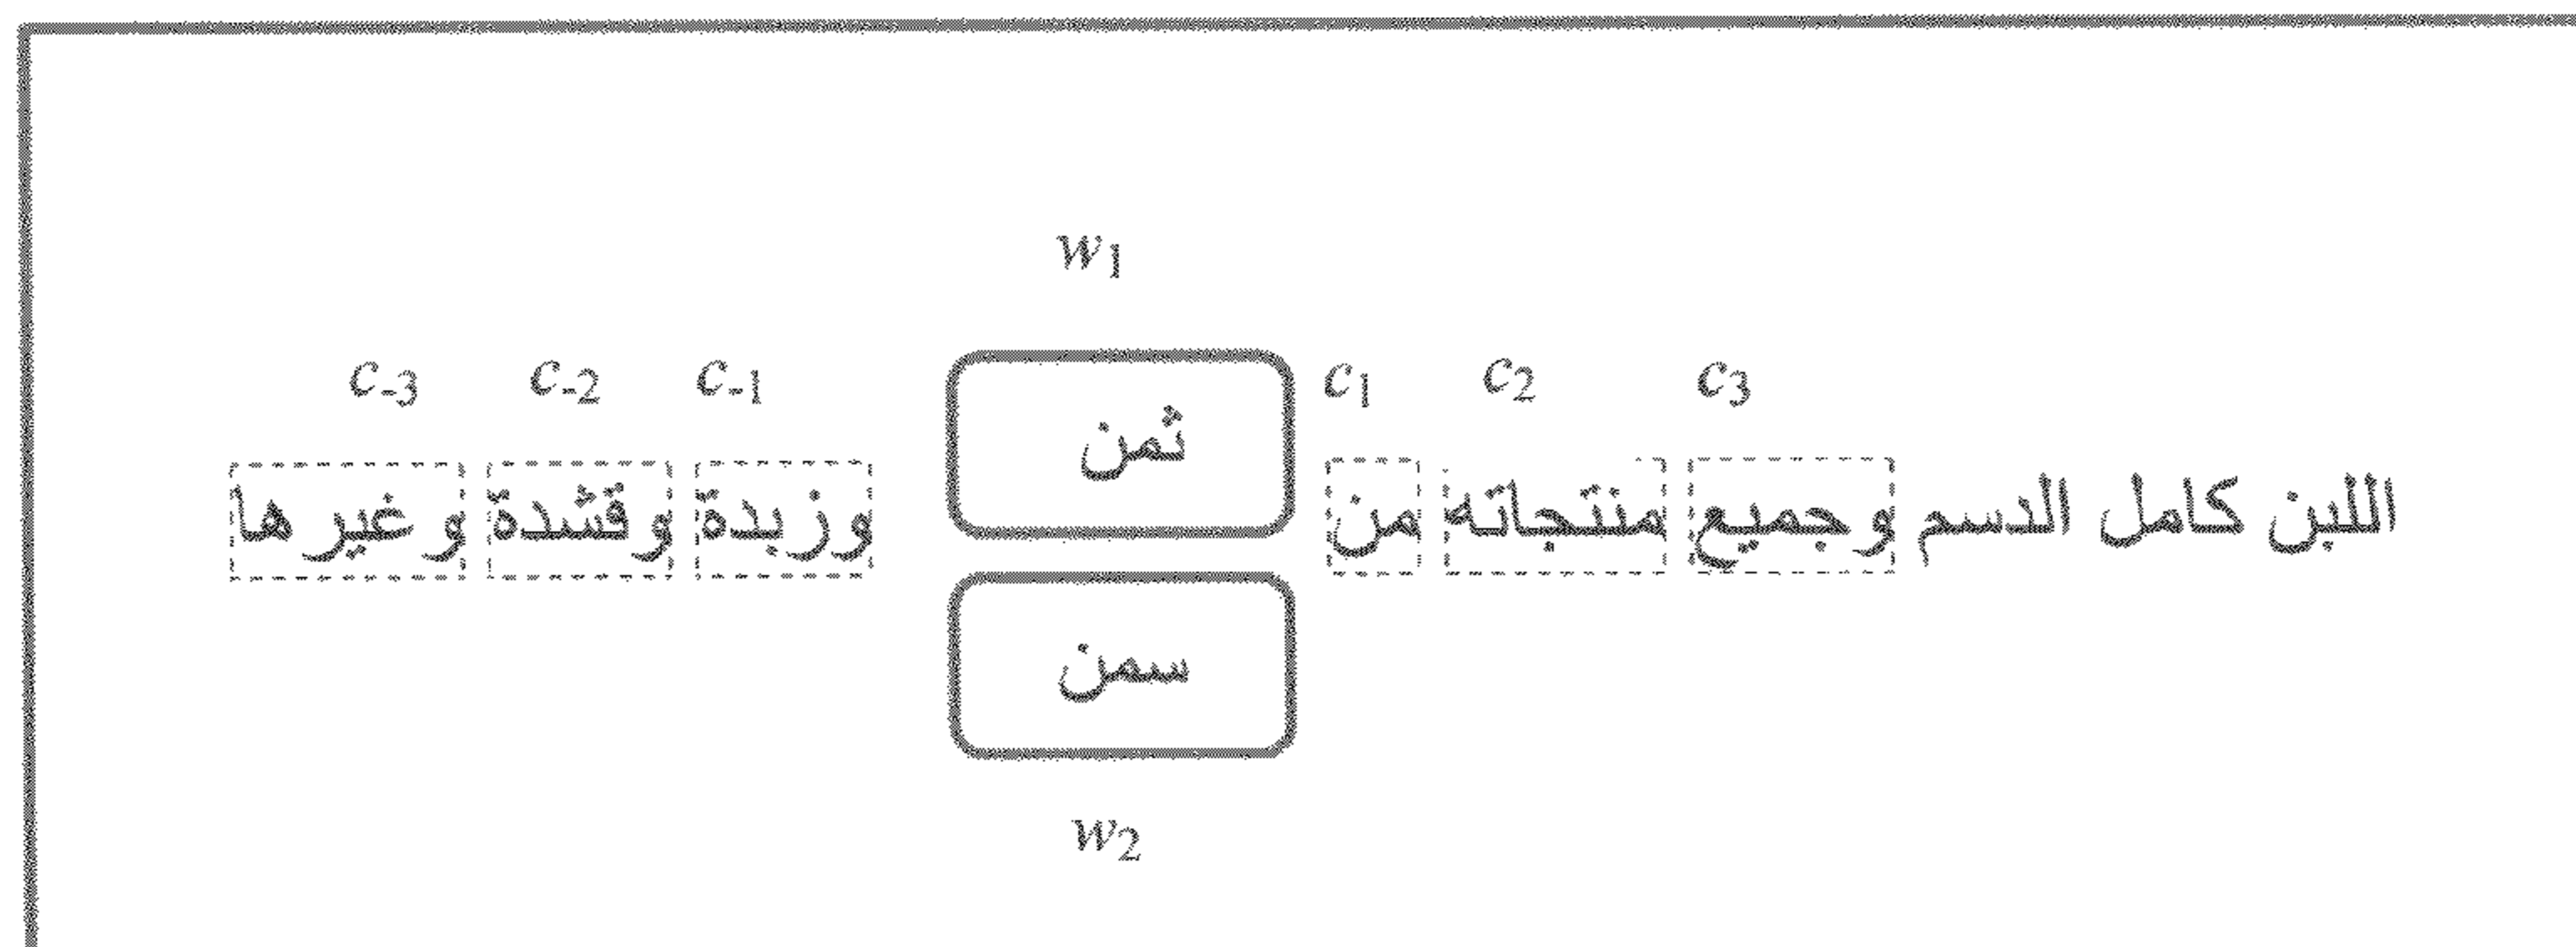 w1
c-3 c-2 c-1 c1 c2 c3
ثمن
اللبن كامل الدسم وجميع منتجاته من وزبدة وقشدة وغيرها
سمن
w2